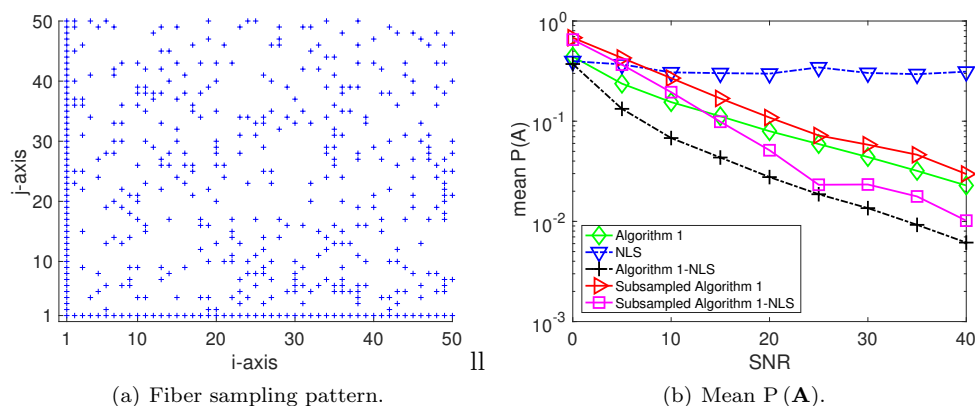 50
40
30
20
10
1
j-axis
1 10 20 30 40 50
i-axis
ll
(a) Fiber sampling pattern.
10^0
10^-1
10^-2
10^-3
mean P(A)
Algorithm 1
NLS
Algorithm 1-NLS
Subsampled Algorithm 1
Subsampled Algorithm 1-NLS
0 10 20 30 40
SNR
(b) Mean P (A).